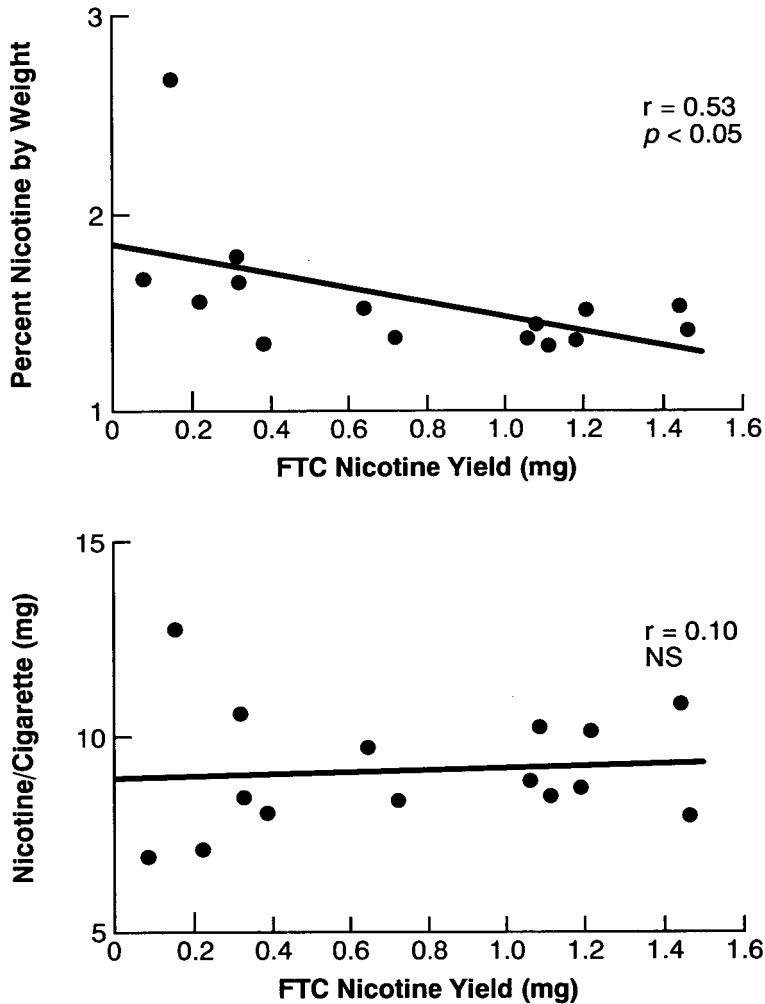 3
r = 0.53
p < 0.05
Percent Nicotine by Weight
2
1
0 0.2 0.4 0.6 0.8 1.0 1.2 1.4 1.6
FTC Nicotine Yield (mg)
15
r = 0.10
NS
Nicotine/Cigarette (mg)
10
5
0 0.2 0.4 0.6 0.8 1.0 1.2 1.4 1.6
FTC Nicotine Yield (mg)